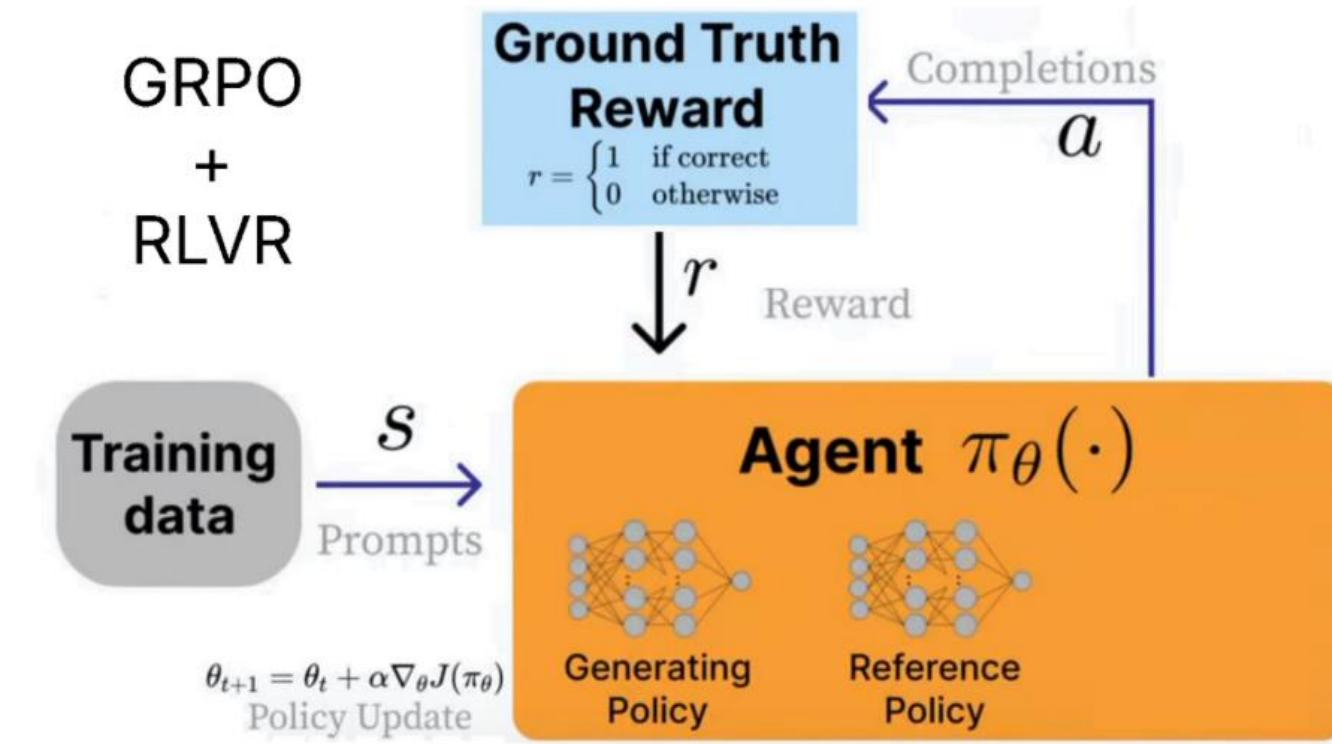 GRPO
+
RLVR
Ground Truth
Reward
r = { 1 if correct
0 otherwise
Completions
a
r
Reward
Training
data
s
Prompts
Agent π_θ(·)
Generating
Policy
Reference
Policy
θ_{t+1} = θ_t + α∇_θJ(π_θ)
Policy Update